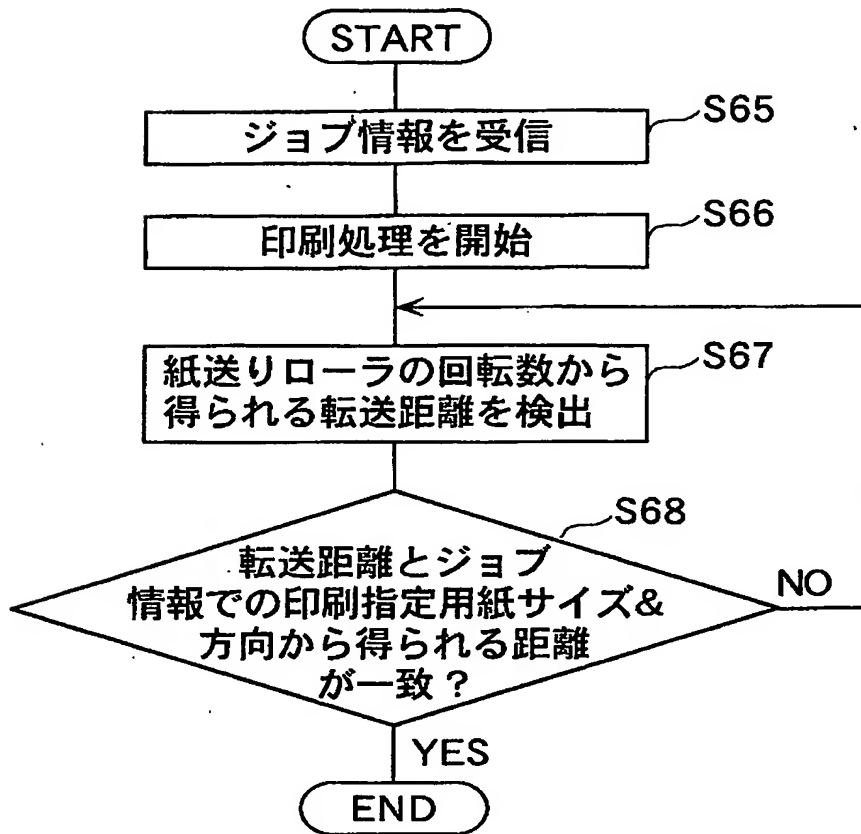 START
ジョブ情報を受信
S65
印刷処理を開始
S66
紙送りローラの回転数から
得られる転送距離を検出
S67
S68
転送距離とジョブ
情報での印刷指定用紙サイズ&
方向から得られる距離
が一致?
NO
YES
END